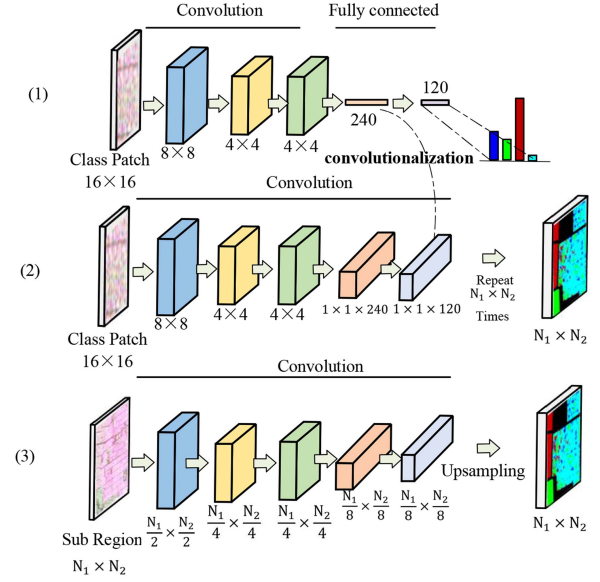 Convolution
Fully connected
(1)
120
240
8×8
4×4
4×4
Class Patch
16×16
convolutionalization
Convolution
(2)
Repeat
N₁ × N₂
Times
8×8
4×4
4×4
1 × 1 × 240
1 × 1 × 120
Class Patch
16×16
N₁ × N₂
Convolution
(3)
Upsampling
N₁/2 × N₂/2
N₁/4 × N₂/4
N₁/4 × N₂/4
N₁/8 × N₂/8
N₁/8 × N₂/8
Sub Region
N₁ × N₂
N₁ × N₂